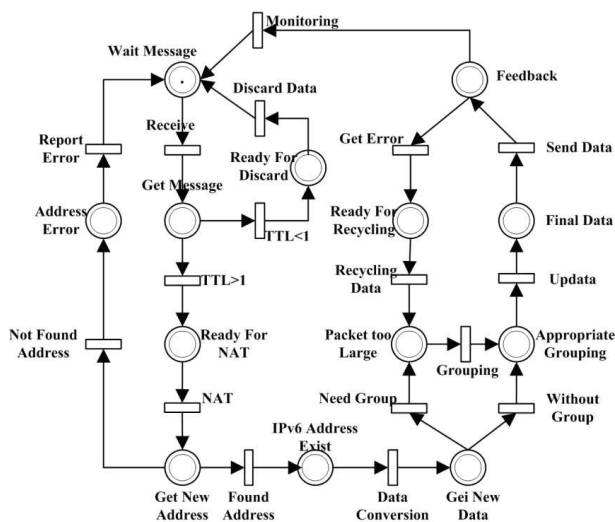 Monitoring
Wait Message
Feedback
Discard Data
Report
Error
Receive
Get Error
Send Data
Ready For
Discard
Get Message
Address
Error
Ready For
Recycling
Final Data
TTL<1
TTL>1
Recycling
Data
Updata
Not Found
Address
Ready For
NAT
Packet too
Large
Appropriate
Grouping
Grouping
NAT
Need Group
Without
Group
IPv6 Address
Exist
Get New
Address
Found
Address
Data
Conversion
Gei New
Data